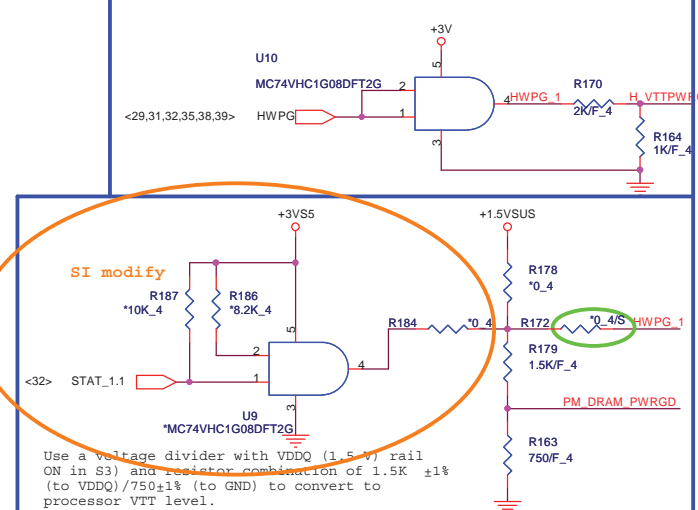 +3V
U10
MC74VHC1G08DFT2G
5
2
1
4
3
HWPG_1
R170
2K/F_4
H_VTTPWR
<29,31,32,35,38,39>
HWPG
R164
1K/F_4
+3VS5
+1.5VSUS
SI modify
R187
*10K_4
R186
*8.2K_4
R178
*0_4
R184
*0_4
R172
*0_4/S
HWPG_1
5
2
1
4
3
R179
1.5K/F_4
<32>
STAT_1.1
PM_DRAM_PWRGD
U9
*MC74VHC1G08DFT2G
R163
750/F_4
Use a voltage divider with VDDQ (1.5 V) rail
ON in S3) and resistor combination of 1.5K ±1%
(to VDDQ)/750±1% (to GND) to convert to
processor VTT level.